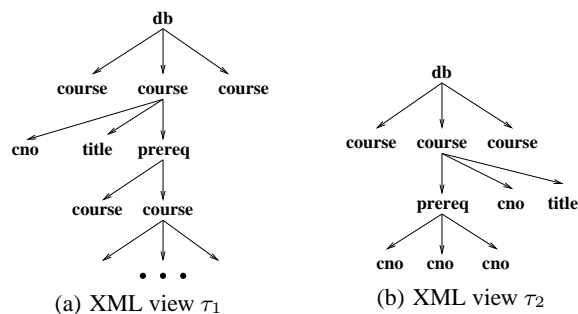 db
course course course
cno title prereq
course course
• • •
(a) XML view τ1
db
course course course
prereq cno title
cno cno cno
(b) XML view τ2